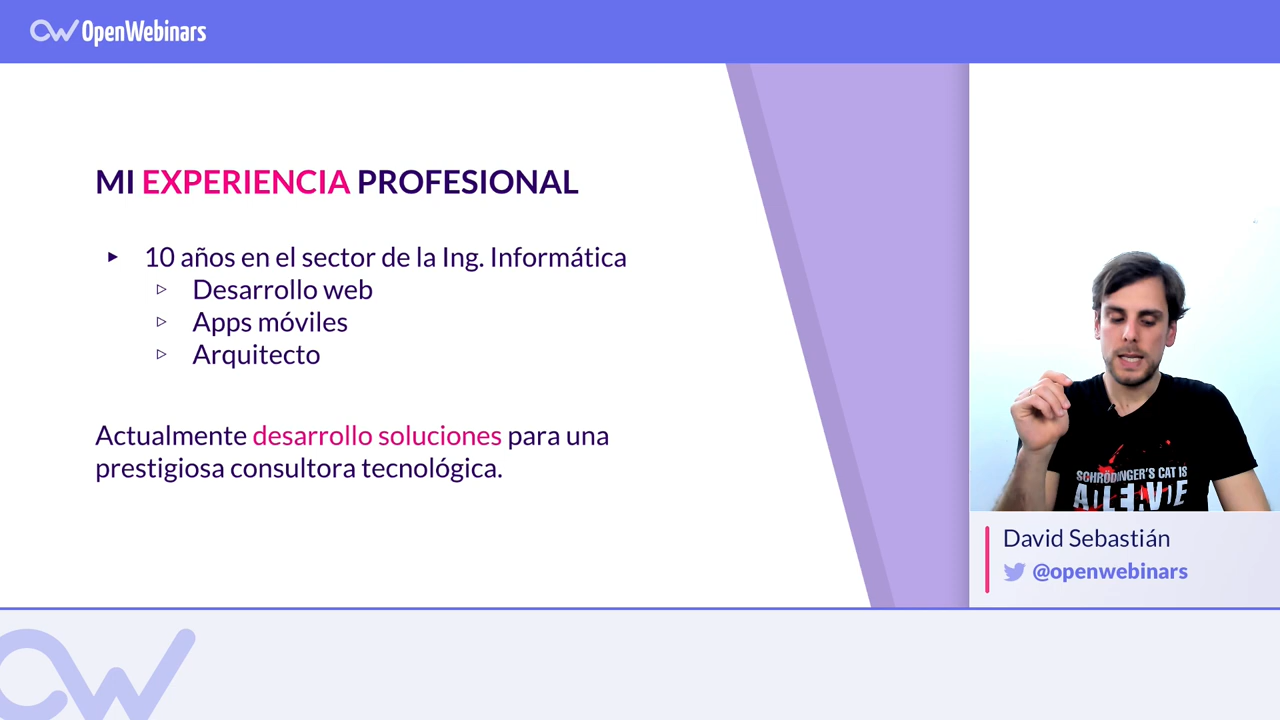 OpenWebinars
MI EXPERIENCIA PROFESIONAL
10 años en el sector de la Ing. Informática
Desarrollo web
Apps móviles
Arquitecto
Actualmente desarrollo soluciones para una
prestigiosa consultora tecnológica.
SCHRÖDINGER'S CAT IS
David Sebastián
@openwebinars